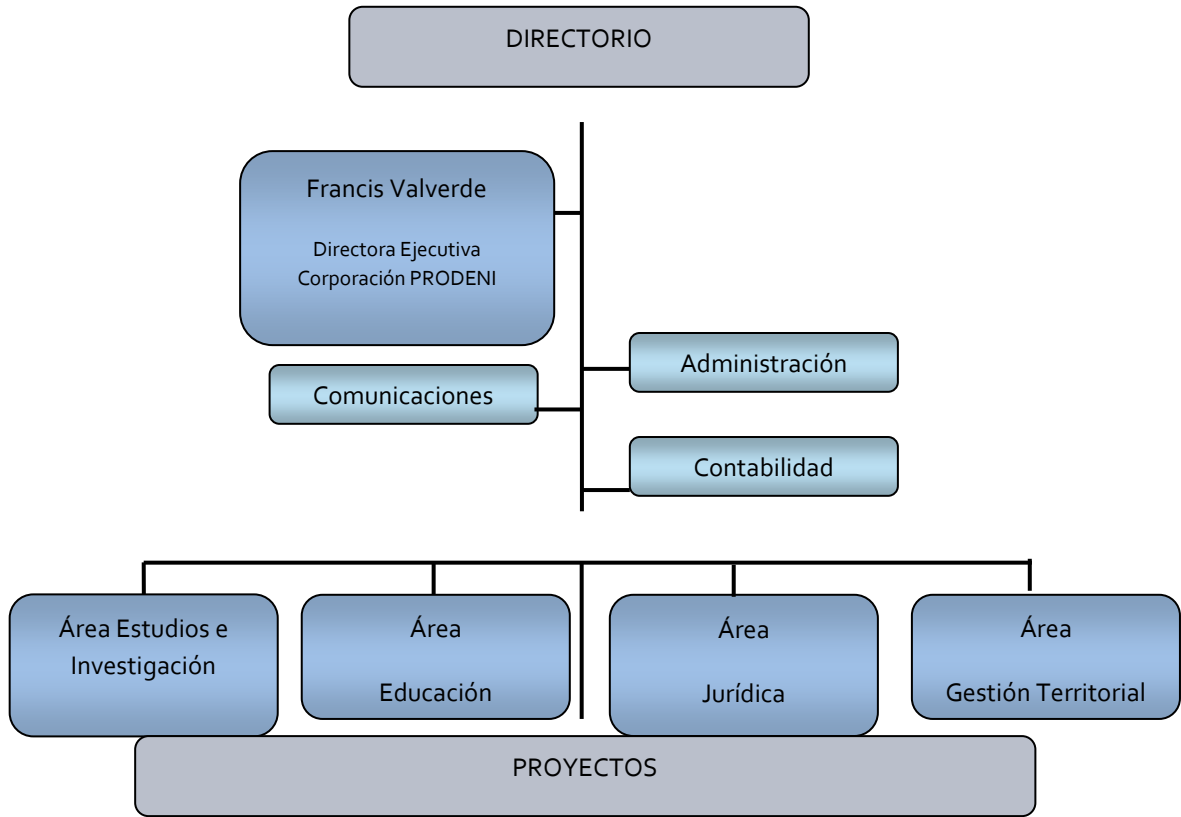 DIRECTORIO
Francis Valverde
Directora Ejecutiva
Corporación PRODENI
Administración
Comunicaciones
Contabilidad
Área Estudios e
Investigación
Área
Educación
Área
Jurídica
Área
Gestión Territorial
PROYECTOS